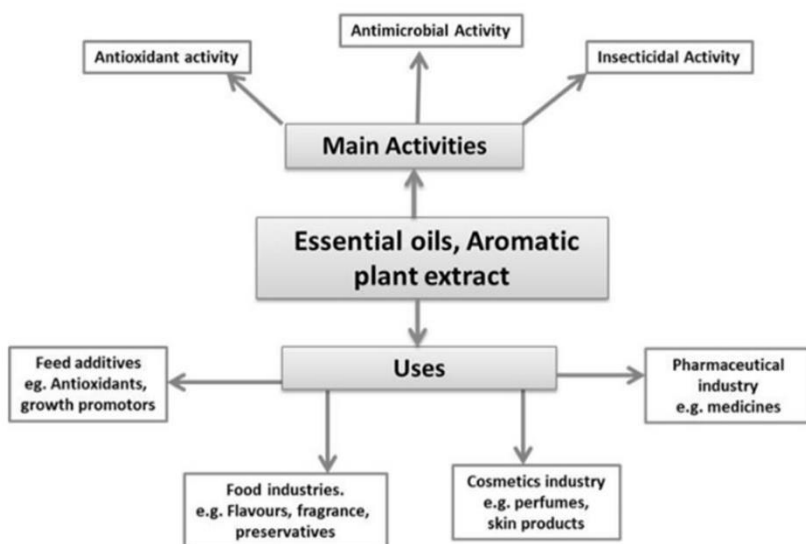 Antimicrobial Activity
Antioxidant activity
Insecticidal Activity
Main Activities
Essential oils, Aromatic
plant extract
Uses
Feed additives
eg. Antioxidants,
growth promotors
Pharmaceutical
industry
e.g. medicines
Food industries.
e.g. Flavours, fragrance,
preservatives
Cosmetics industry
e.g. perfumes,
skin products